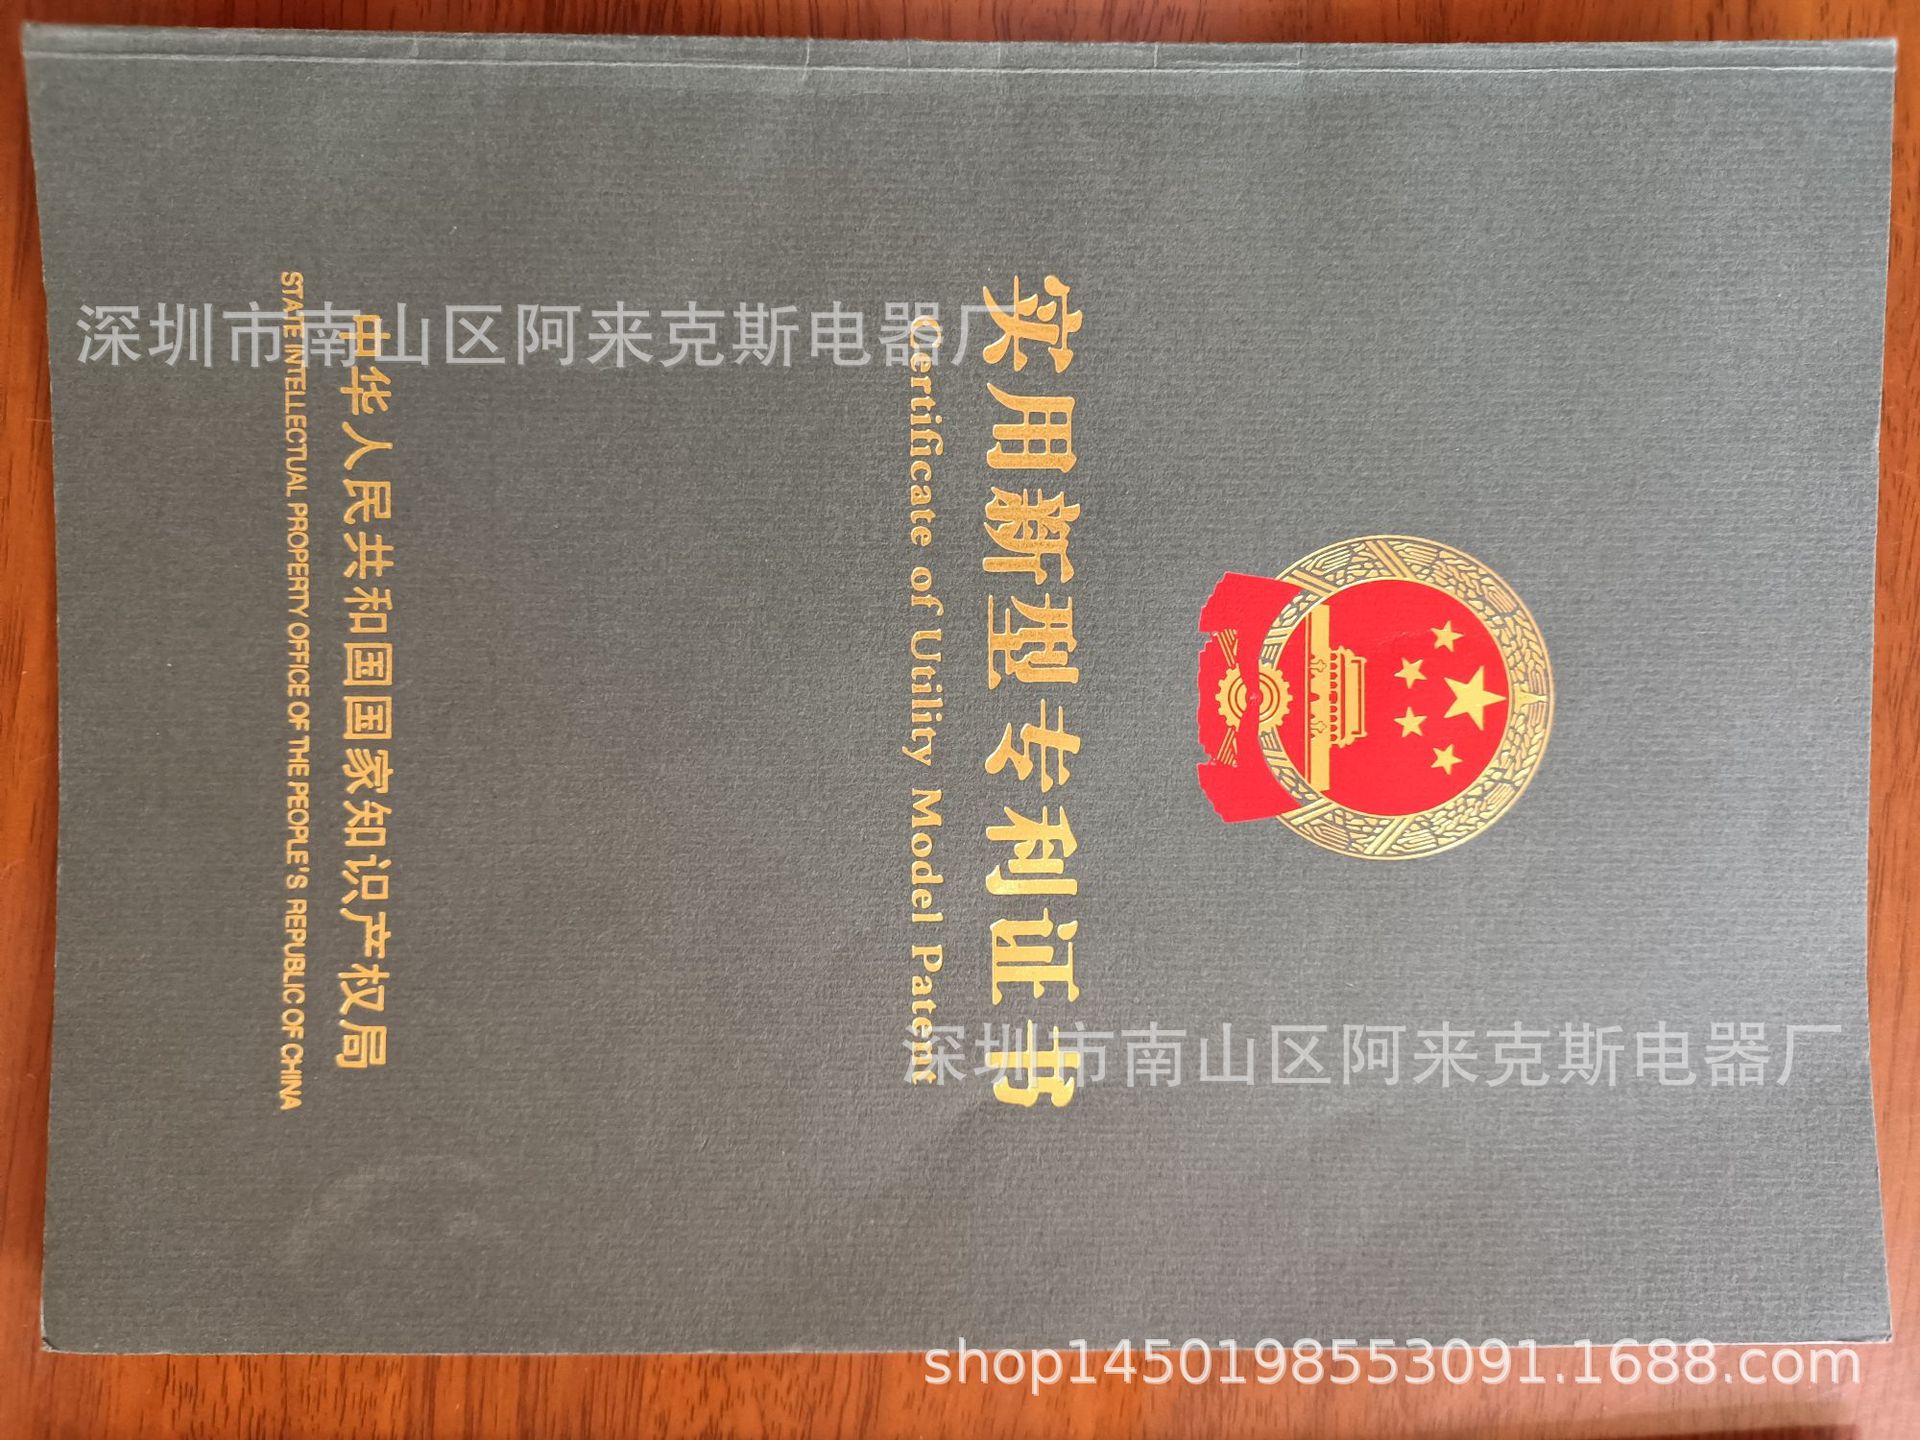 实用新型专利证书
Certificate of Utility Model Patent
中华人民共和国国家知识产权局
STATE INTELLECTUAL PROPERTY OFFICE OF THE PEOPLE'S REPUBLIC OF CHINA
深圳市南山区阿来克斯电器厂
深圳市南山区阿来克斯电器厂
shop1450198553091.1688.com